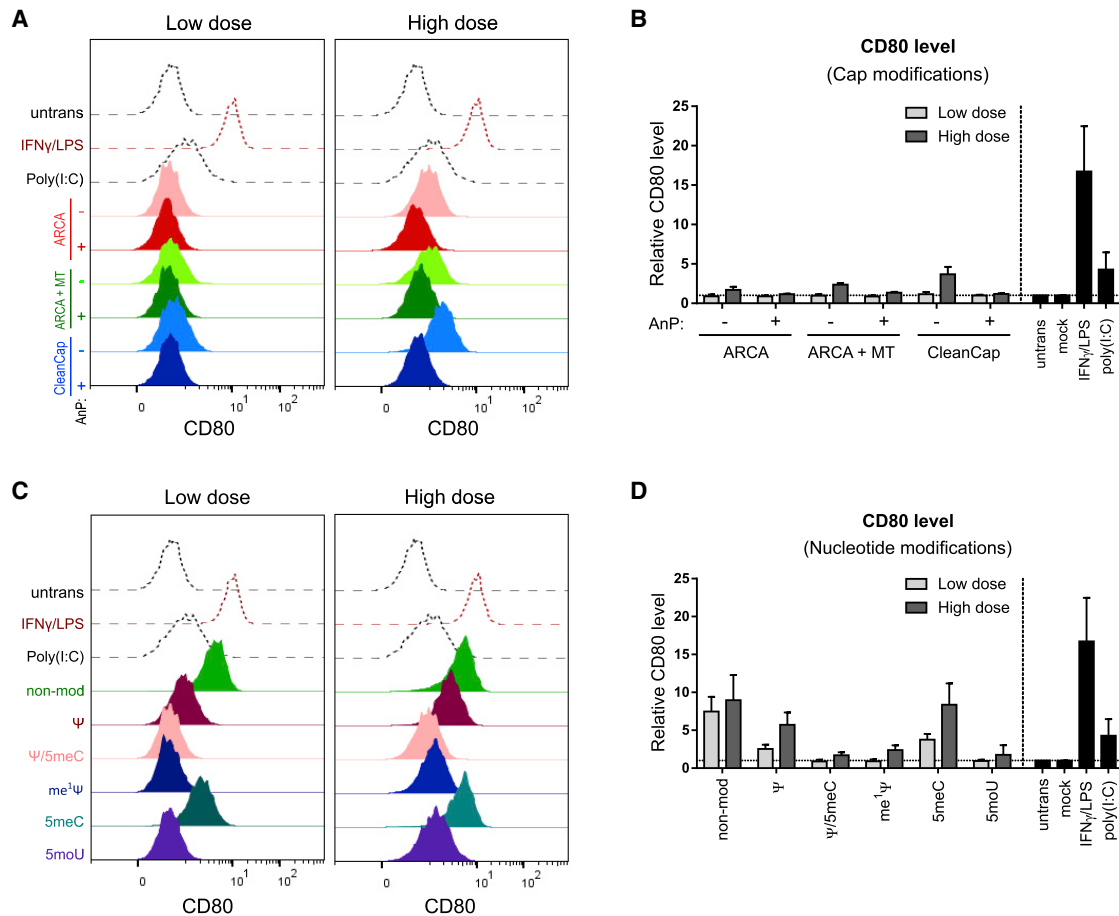 A
Low dose
High dose
untrans
IFNγ/LPS
Poly(I:C)
ARCA
-
+
ARCA + MT
-
+
CleanCap
-
+
AnP:
0
10¹
10²
CD80
0
10¹
10²
CD80
B
CD80 level
(Cap modifications)
Low dose
High dose
Relative CD80 level
25
20
15
10
5
0
AnP:
-
+
-
+
-
+
ARCA
ARCA + MT
CleanCap
untrans
mock
IFNγ/LPS
poly(I:C)
C
Low dose
High dose
untrans
IFNγ/LPS
Poly(I:C)
non-mod
Ψ
Ψ/5meC
me¹Ψ
5meC
5moU
0
10¹
10²
CD80
0
10¹
10²
CD80
D
CD80 level
(Nucleotide modifications)
Low dose
High dose
Relative CD80 level
25
20
15
10
5
0
non-mod
Ψ
Ψ/5meC
me¹Ψ
5meC
5moU
untrans
mock
IFNγ/LPS
poly(I:C)